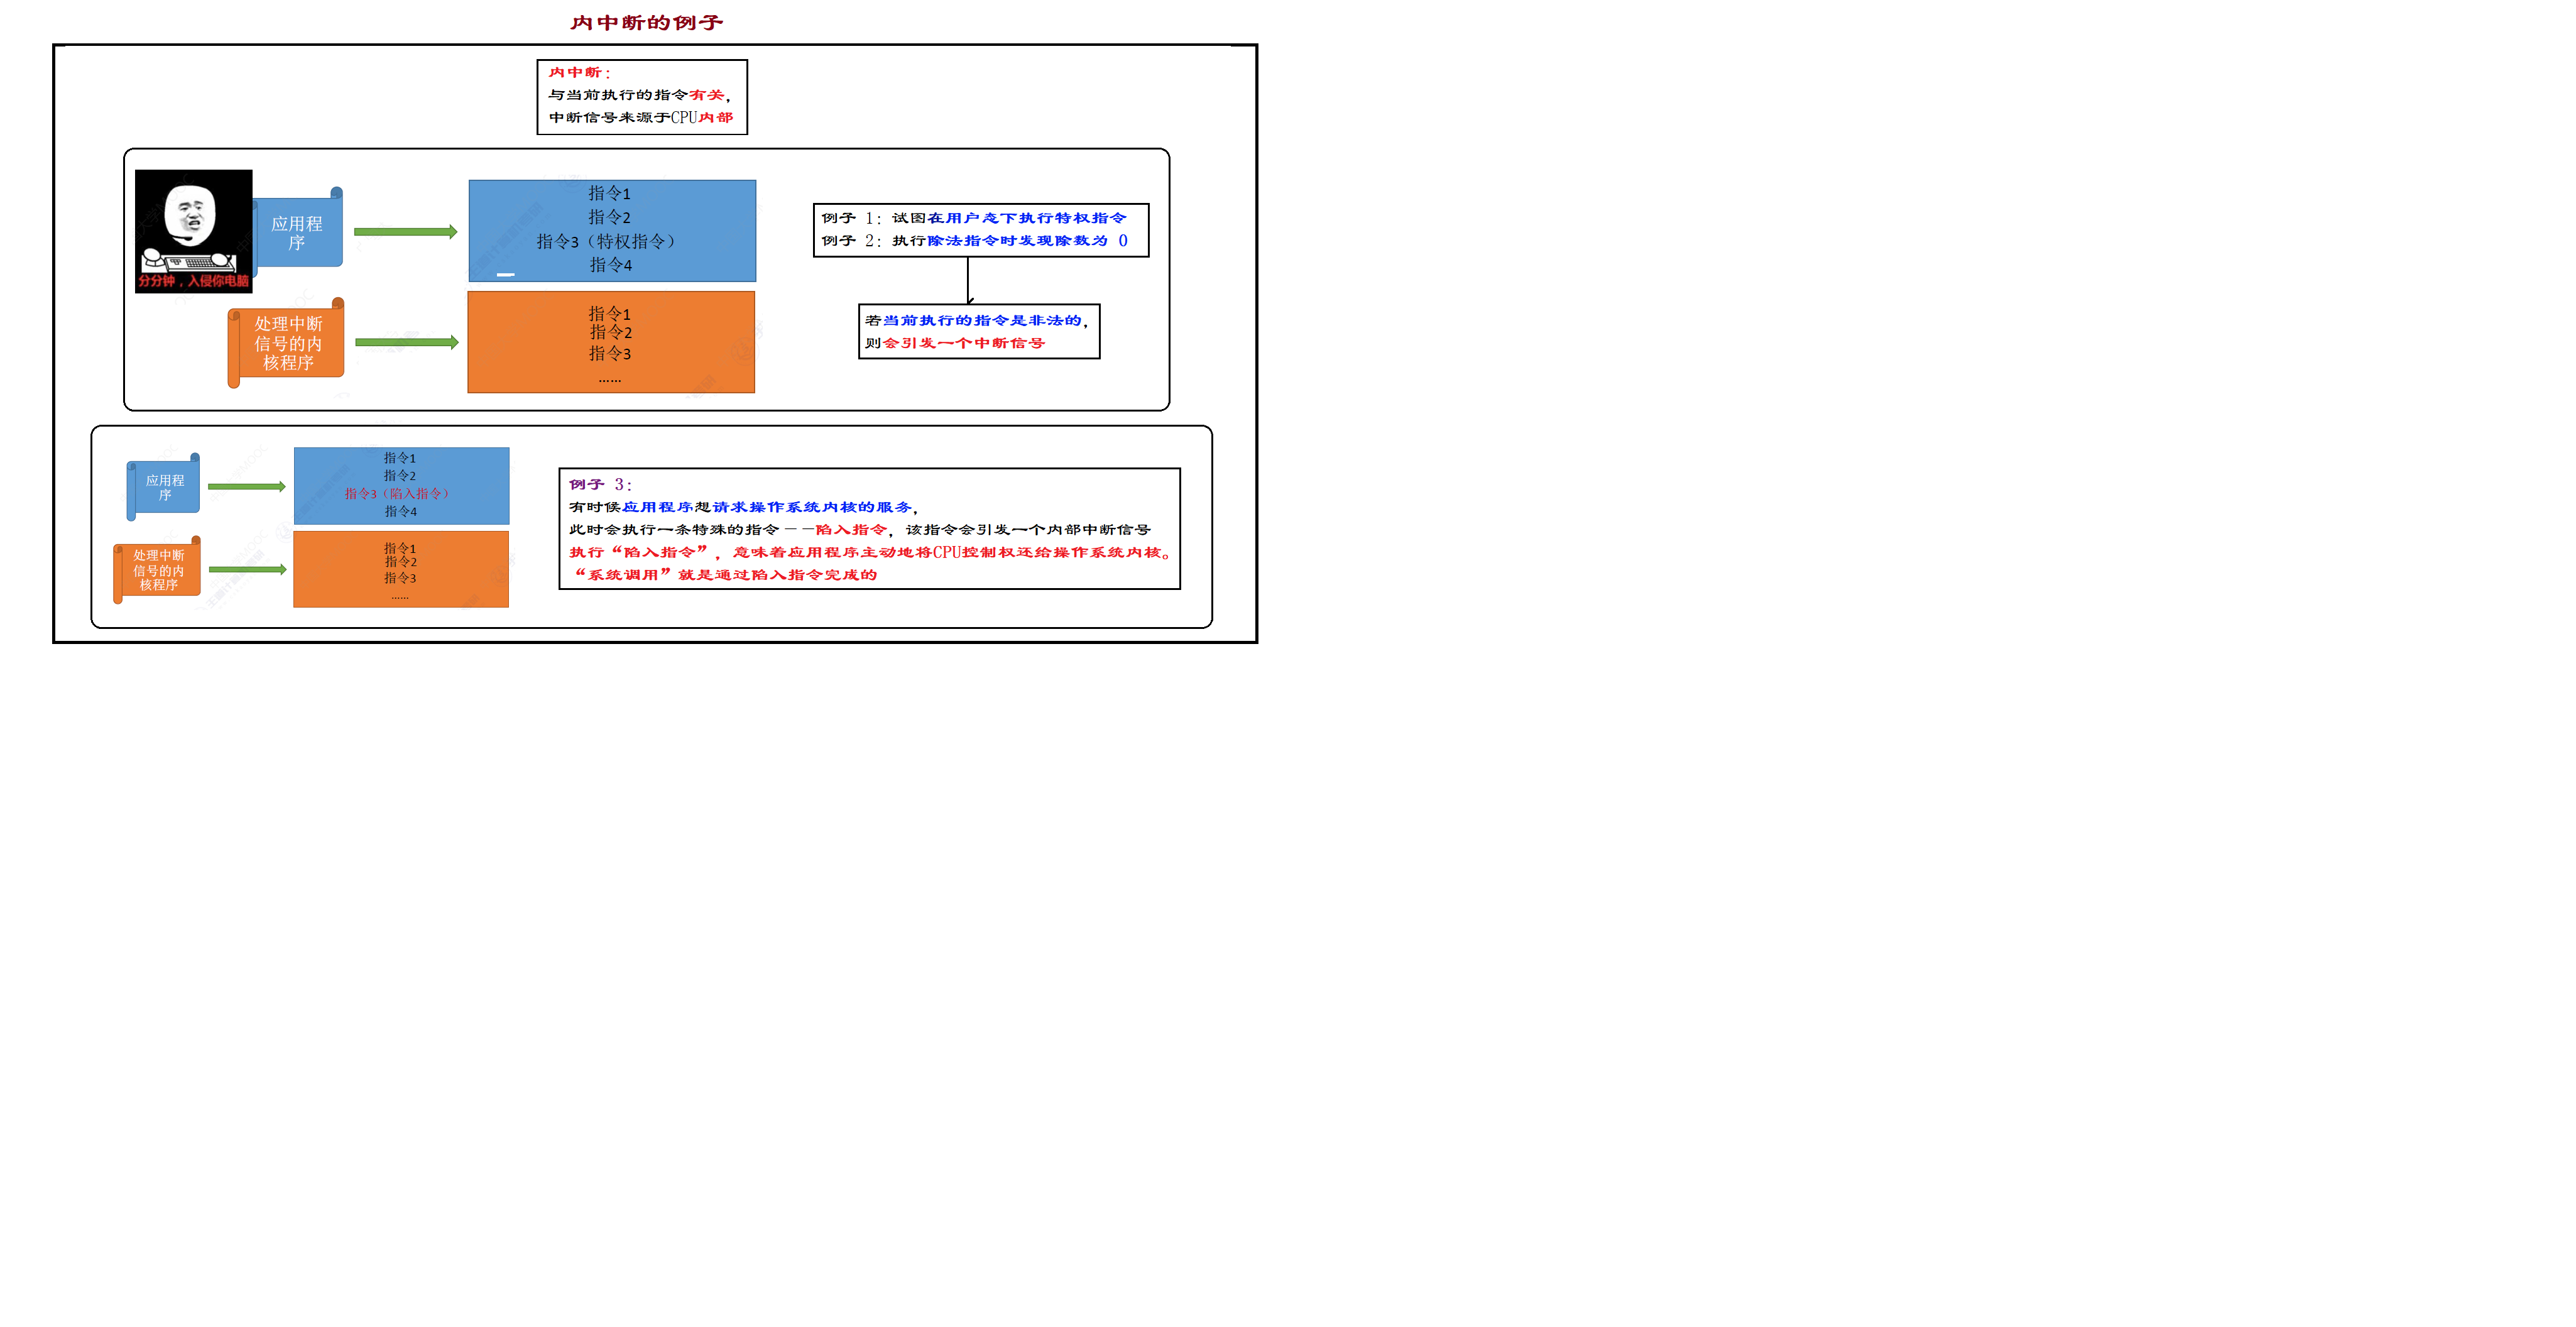 内中断的例子
内中断：
与当前执行的指令有关，
中断信号来源于CPU内部
分分钟，入侵你电脑
应用程
序
指令1
指令2
指令3（特权指令）
指令4
处理中断
信号的内
核程序
指令1
指令2
指令3
……
例子 1：试图在用户态下执行特权指令
例子 2：执行除法指令时发现除数为 0
若当前执行的指令是非法的，
则会引发一个中断信号
应用程
序
指令1
指令2
指令3（陷入指令）
指令4
处理中断
信号的内
核程序
指令1
指令2
指令3
……
例子 3：
有时候应用程序想请求操作系统内核的服务，
此时会执行一条特殊的指令——陷入指令，该指令会引发一个内部中断信号
执行“陷入指令”，意味着应用程序主动地将CPU控制权还给操作系统内核。
“系统调用”就是通过陷入指令完成的